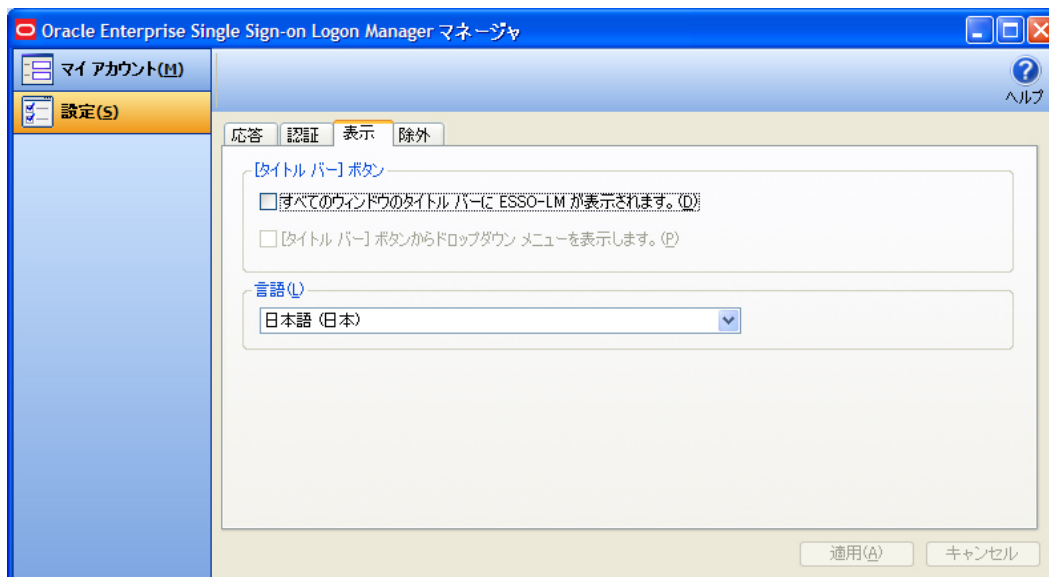 Oracle Enterprise Single Sign-on Logon Manager マネージャ
マイ アカウント(M)
設定(S)
ヘルプ
応答 認証 表示 除外
[タイトル バー] ボタン
すべてのウィンドウのタイトル バーに ESSO-LM が表示されます。(D)
[タイトル バー] ボタンからドロップダウン メニューを表示します。(P)
言語(L)
日本語 (日本)
適用(A) キャンセル